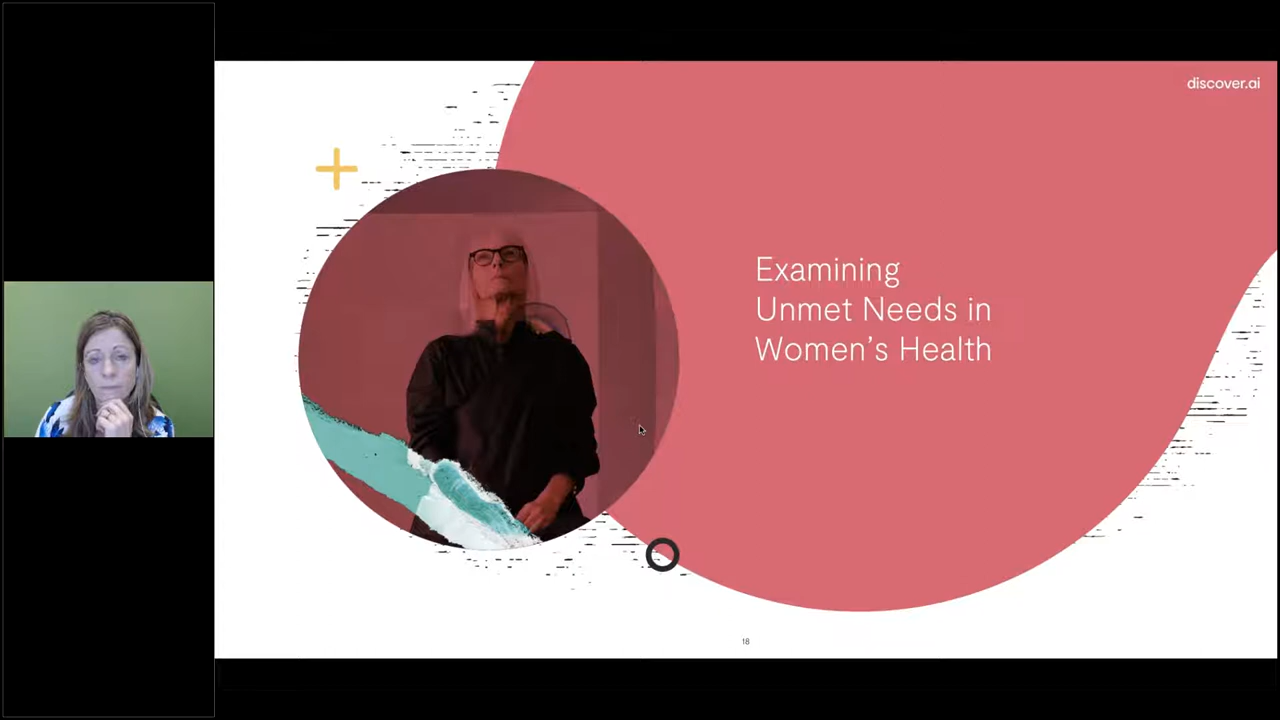 discover.ai
Examining
Unmet Needs in
Women's Health
18